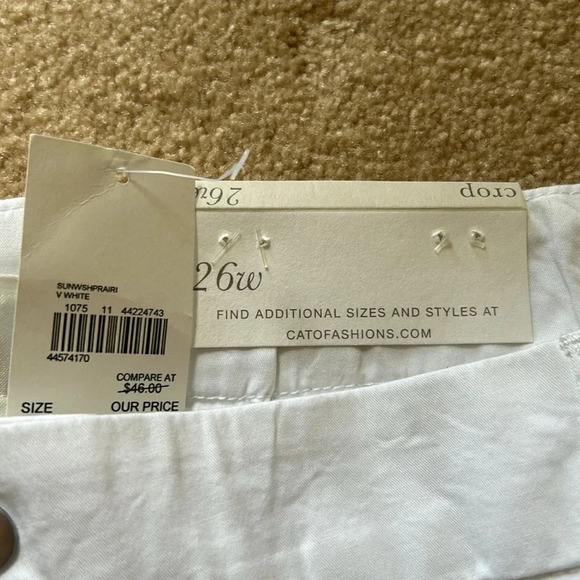 26w
crop
26w
FIND ADDITIONAL SIZES AND STYLES AT
CATOFASHIONS.COM
SUNWSHPRAIRI
V WHITE
1075 11 44224743
44574170
COMPARE AT
$46.00
SIZE OUR PRICE